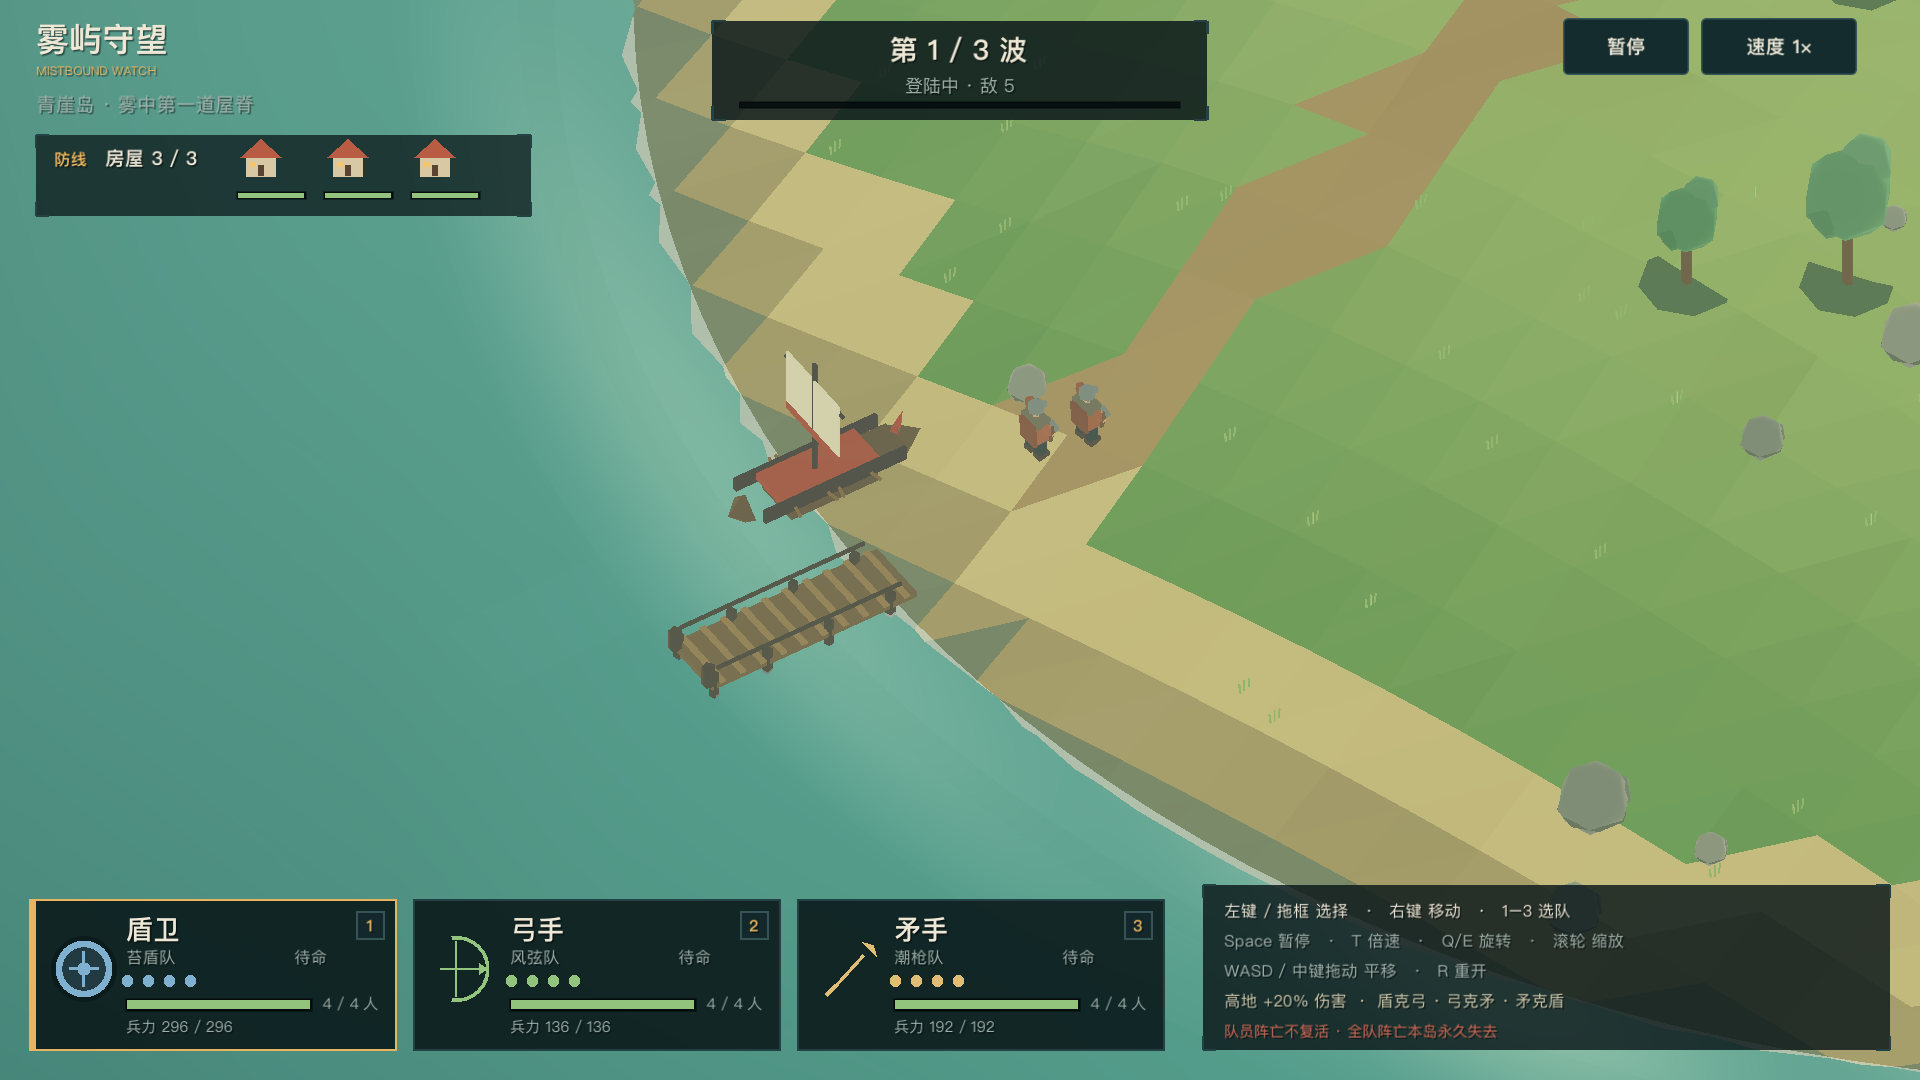 雾屿守望
MISTBOUND WATCH
青崖岛 · 雾中第一道屋脊
防线 房屋 3 / 3
第 1 / 3 波
登陆中 · 敌 5
暂停
速度 1×
盾卫 1
苔盾队 待命
4 / 4 人
兵力 296 / 296
弓手 2
风弦队 待命
4 / 4 人
兵力 136 / 136
矛手 3
潮枪队 待命
4 / 4 人
兵力 192 / 192
左键 / 拖框 选择 · 右键 移动 · 1—3 选队
Space 暂停 · T 倍速 · Q/E 旋转 · 滚轮 缩放
WASD / 中键拖动 平移 · R 重开
高地 +20% 伤害 · 盾克弓 · 弓克矛 · 矛克盾
队员阵亡不复活 · 全队阵亡本岛永久失去